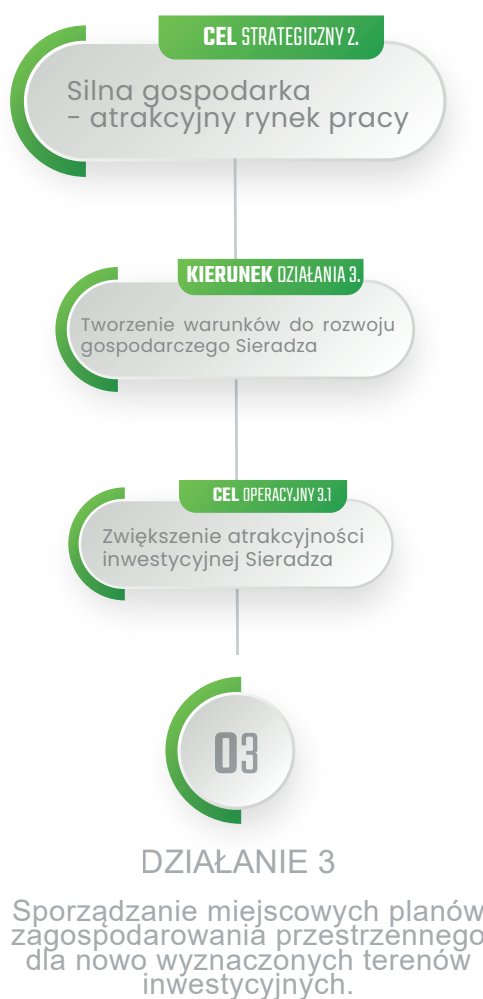 CEL STRATEGICZNY 2.
Silna gospodarka
- atrakcyjny rynek pracy
KIERUNEK DZIAŁANIA 3.
Tworzenie warunków do rozwoju
gospodarczego Sieradza
CEL OPERACYJNY 3.1
Zwiększenie atrakcyjności
inwestycyjnej Sieradza
03
DZIAŁANIE 3
Sporządzanie miejscowych planów
zagospodarowania przestrzennego
dla nowo wyznaczonych terenów
inwestycyjnych.